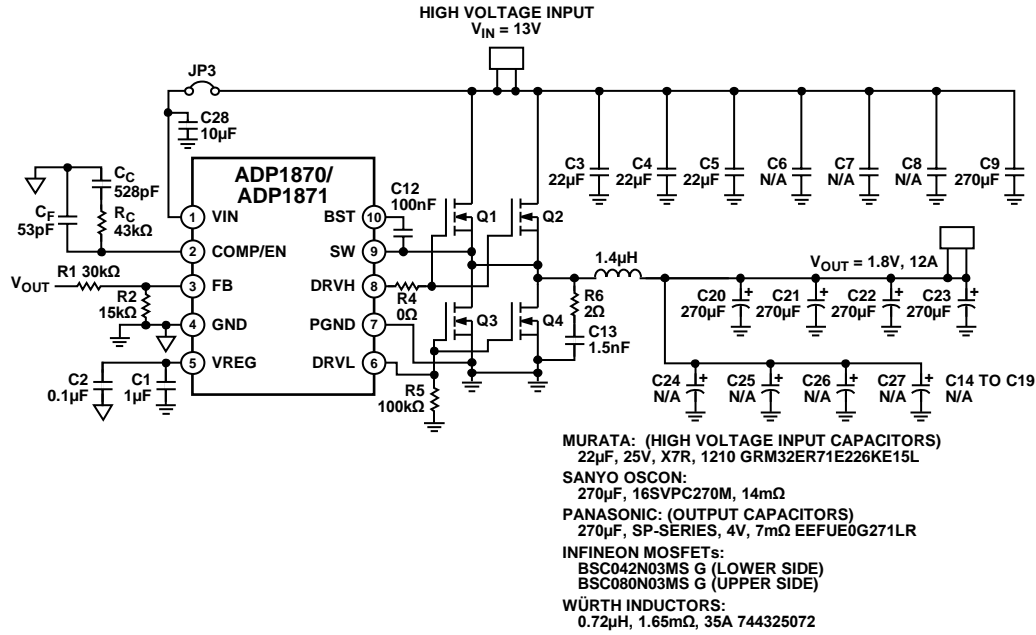 HIGH VOLTAGE INPUT
VIN = 13V
JP3
C28
10µF
ADP1870/
ADP1871
CC
528pF
CF
53pF
RC
43kΩ
C12
100nF
C3
22µF
C4
22µF
C5
22µF
C6
N/A
C7
N/A
C8
N/A
C9
270µF
1 VIN
BST 10
Q1
Q2
2 COMP/EN
SW 9
1.4µH
VOUT = 1.8V, 12A
VOUT
R1 30kΩ
3 FB
DRVH 8
R4
0Ω
R2
15kΩ
4 GND
PGND 7
Q3
Q4
R6
2Ω
C13
1.5nF
C20
270µF
C21
270µF
C22
270µF
C23
270µF
5 VREG
DRVL 6
C2
0.1µF
C1
1µF
R5
100kΩ
C24
N/A
C25
N/A
C26
N/A
C27
N/A
C14 TO C19
N/A
MURATA: (HIGH VOLTAGE INPUT CAPACITORS)
22µF, 25V, X7R, 1210 GRM32ER71E226KE15L
SANYO OSCON:
270µF, 16SVPC270M, 14mΩ
PANASONIC: (OUTPUT CAPACITORS)
270µF, SP-SERIES, 4V, 7mΩ EEFUE0G271LR
INFINEON MOSFETs:
BSC042N03MS G (LOWER SIDE)
BSC080N03MS G (UPPER SIDE)
WÜRTH INDUCTORS:
0.72µH, 1.65mΩ, 35A 744325072